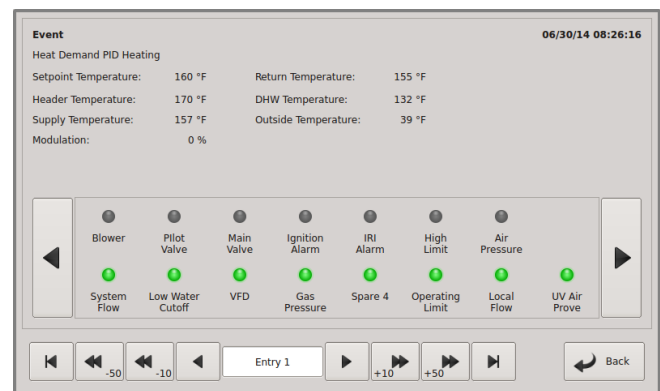 Event 06/30/14 08:26:16
Heat Demand PID Heating
Setpoint Temperature: 160 °F Return Temperature: 155 °F
Header Temperature: 170 °F DHW Temperature: 132 °F
Supply Temperature: 157 °F Outside Temperature: 39 °F
Modulation: 0 %
Blower PIlot Valve Main Valve Ignition Alarm IRI Alarm High Limit Air Pressure
System Flow Low Water Cutoff VFD Gas Pressure Spare 4 Operating Limit Local Flow UV Air Prove
-50 -10 Entry 1 +10 +50 Back